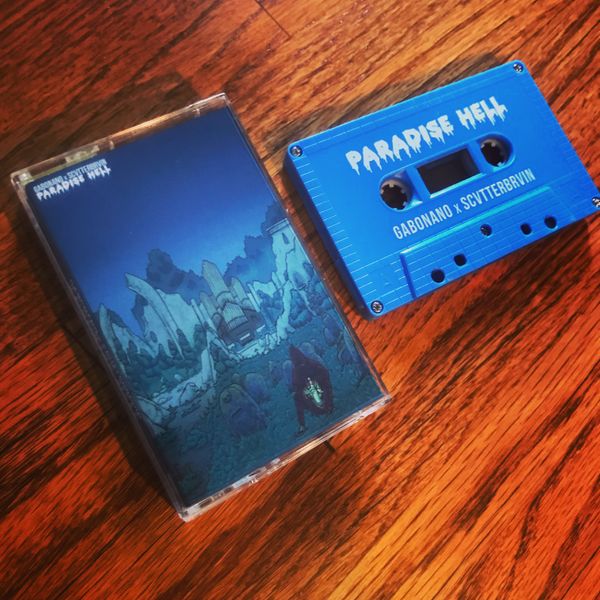 GABONANO x SCVTTERBRVIN
PARADISE HELL
PARADISE HELL
GABONANO x SCVTTERBRVIN